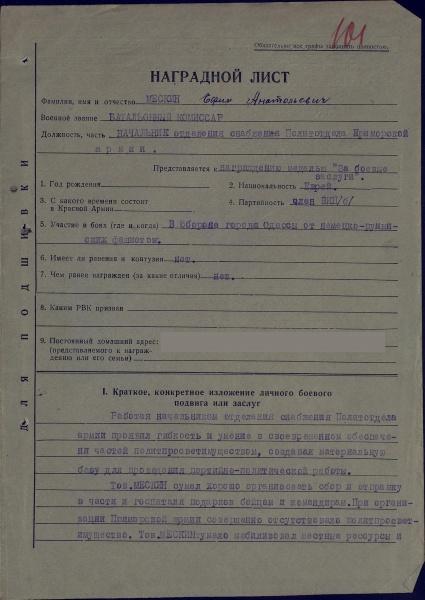 101
Обязательно все графы заполнять полностью.
НАГРАДНОЙ ЛИСТ
Фамилия, имя и отчество МЕСКИН Ефим Анатольевич
Военное звание БАТАЛЬОННЫЙ КОМИССАР
Должность, часть НАЧАЛЬНИК отделения снабжения Политотдела Приморской
армии.
Представляется к награждению медалью "За боевые
заслуги".
1. Год рождения
2. Национальность Еврей.
3. С какого времени состоит
в Красной Армии
4. Партийность член ВКП/б/
5. Участие в боях (где и когда) В обороне города Одессы от немецко-румын-
ских фашистов.
6. Имеет ли ранения и контузии нет.
7. Чем ранее награжден (за какие отличия) нет.
8. Каким РВК призван
9. Постоянный домашний адрес:
(представляемого к награж-
дению или его семьи)
ДЛЯ ПОДШИВКИ
I. Краткое, конкретное изложение личного боевого
подвига или заслуг
Работая начальником отделения снабжения Политотдела
армии проявил гибкость и умение в своевременном обеспече-
нии частей политпросветимуществом, создавая материальную
базу для проведения партийно-политической работы.
Тов.МЕСКИН сумел хорошо организовать сбор и отправку
в части и госпиталя подарков бойцам и командирам.При органи-
зации Приморской армии совершенно отсутствовало политпросвет-
имущество. Тов.МЕСКИН умело мобилизовал местные ресурсы и